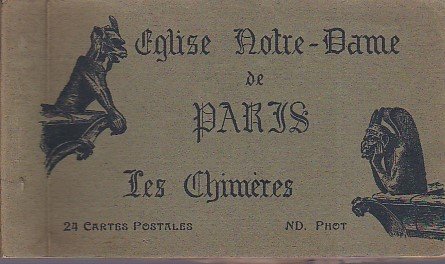 Eglise Notre-Dame
de
PARIS
Les Chimères
24 CARTES POSTALES ND. PHOT